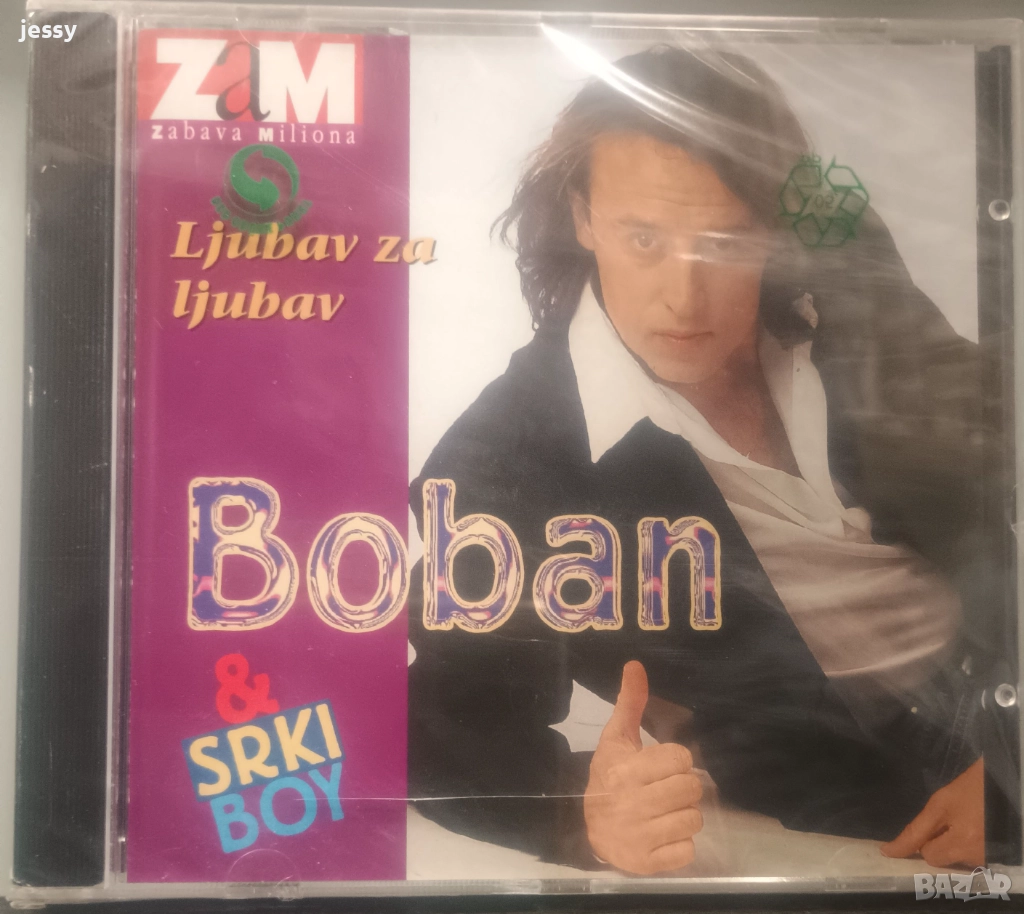 jessy
ZaM
Zabava Miliona
Ljubav za
ljubav
Boban
&
SRKI
BOY
BAZAR